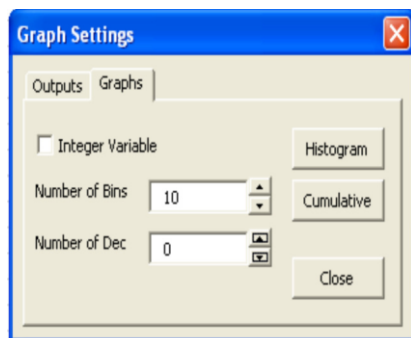 Graph Settings
Outputs Graphs
Integer Variable
Histogram
Number of Bins 10
Cumulative
Number of Dec 0
Close